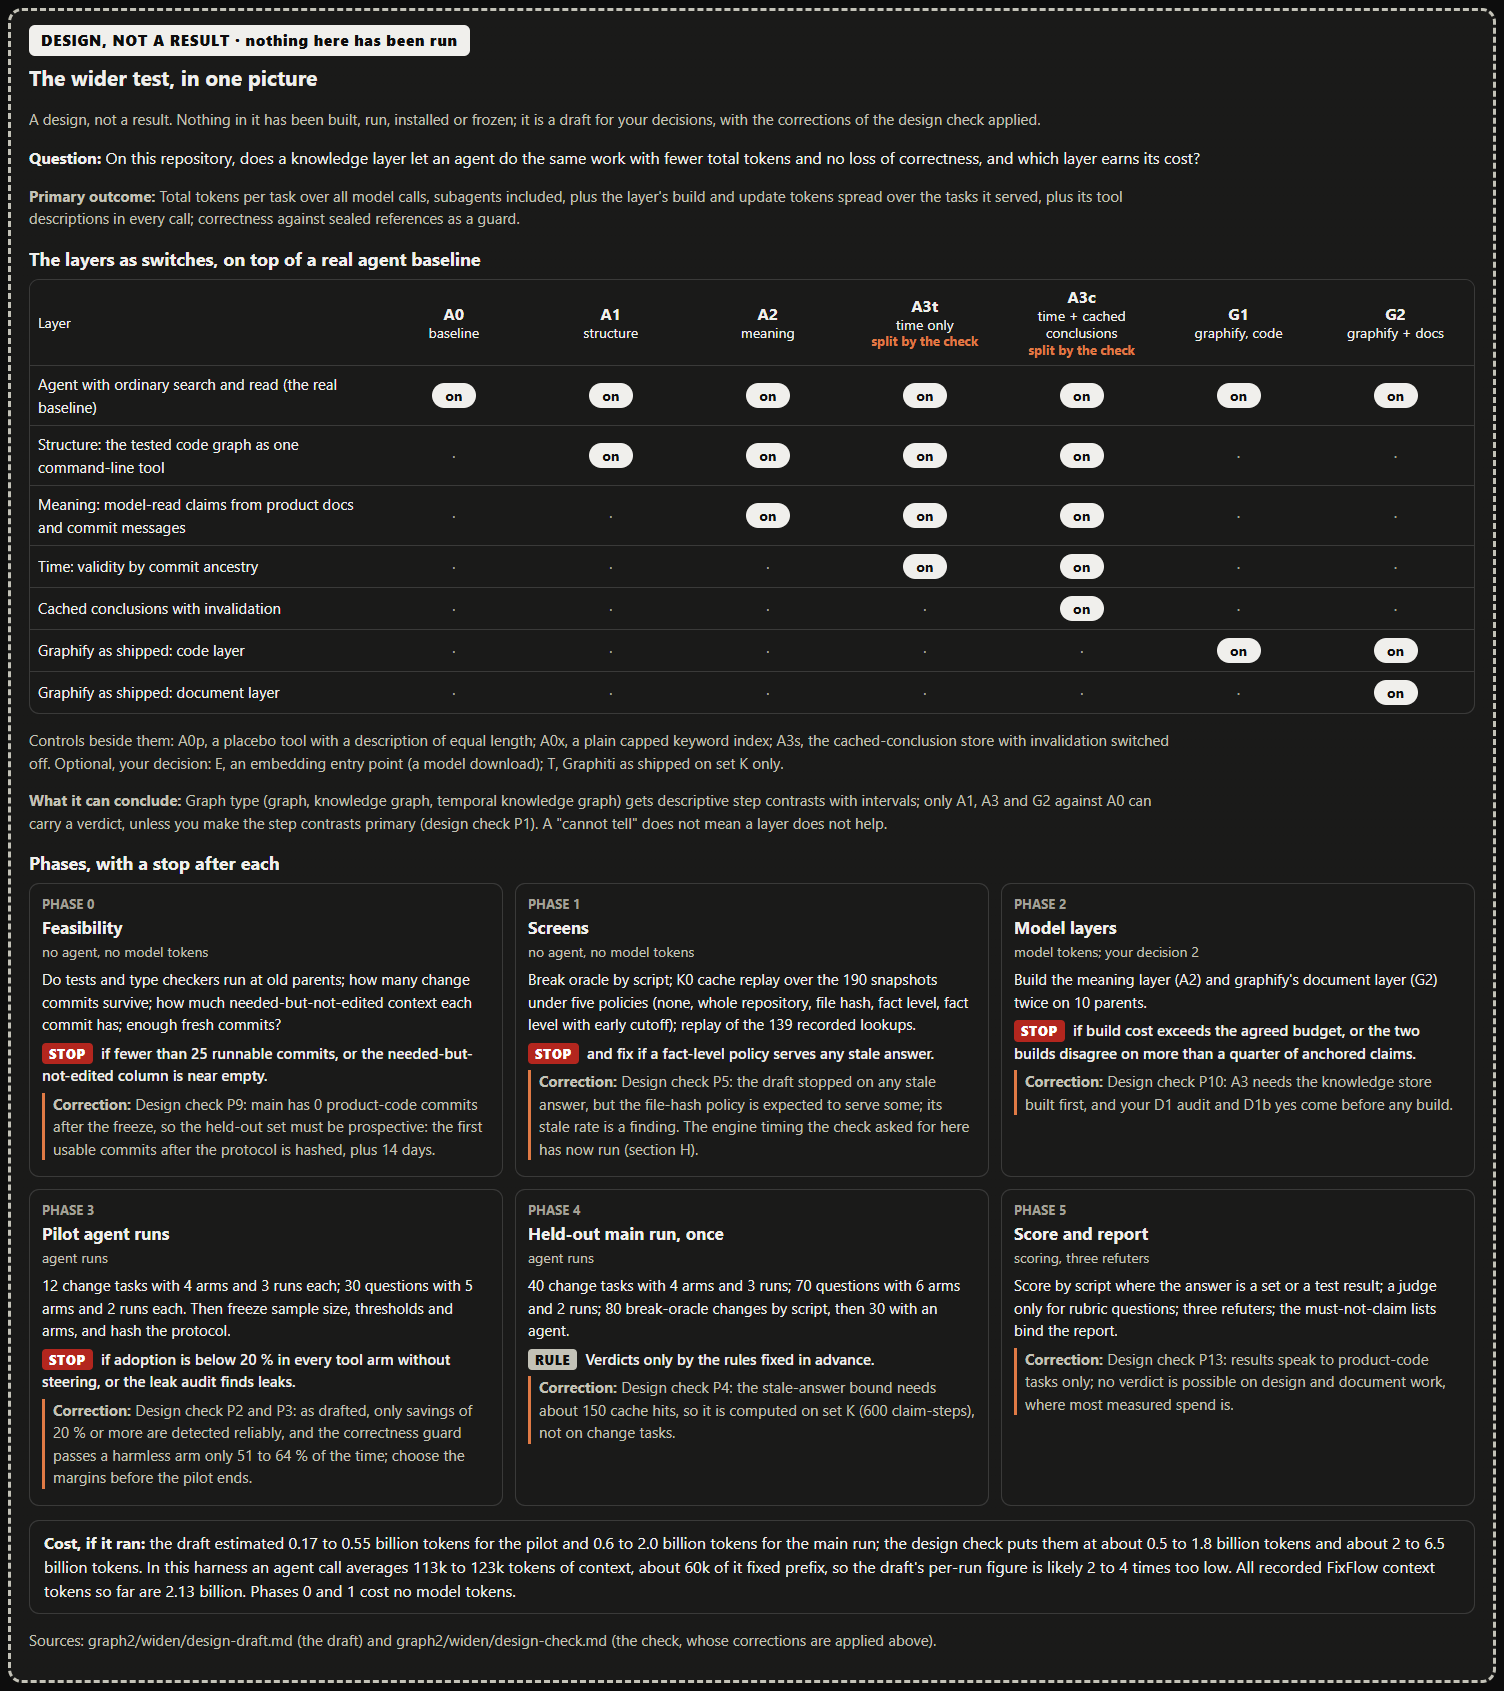 DESIGN, NOT A RESULT · nothing here has been run
The wider test, in one picture
A design, not a result. Nothing in it has been built, run, installed or frozen; it is a draft for your decisions, with the corrections of the design check applied.
Question: On this repository, does a knowledge layer let an agent do the same work with fewer total tokens and no loss of correctness, and which layer earns its cost?
Primary outcome: Total tokens per task over all model calls, subagents included, plus the layer's build and update tokens spread over the tasks it served, plus its tool
descriptions in every call; correctness against sealed references as a guard.
The layers as switches, on top of a real agent baseline
Layer
A0
baseline
A1
structure
A2
meaning
A3t
time only
split by the check
A3c
time + cached
conclusions
split by the check
G1
graphify, code
G2
graphify + docs
Agent with ordinary search and read (the real
baseline)
on on on on on on on
Structure: the tested code graph as one
command-line tool
· on on on on · ·
Meaning: model-read claims from product docs
and commit messages
· · on on on · ·
Time: validity by commit ancestry
· · · on on · ·
Cached conclusions with invalidation
· · · · on · ·
Graphify as shipped: code layer
· · · · · on on
Graphify as shipped: document layer
· · · · · · on
Controls beside them: A0p, a placebo tool with a description of equal length; A0x, a plain capped keyword index; A3s, the cached-conclusion store with invalidation switched
off. Optional, your decision: E, an embedding entry point (a model download); T, Graphiti as shipped on set K only.
What it can conclude: Graph type (graph, knowledge graph, temporal knowledge graph) gets descriptive step contrasts with intervals; only A1, A3 and G2 against A0 can
carry a verdict, unless you make the step contrasts primary (design check P1). A "cannot tell" does not mean a layer does not help.
Phases, with a stop after each
PHASE 0
Feasibility
no agent, no model tokens
Do tests and type checkers run at old parents; how many change
commits survive; how much needed-but-not-edited context each
commit has; enough fresh commits?
STOP if fewer than 25 runnable commits, or the needed-but-
not-edited column is near empty.
Correction: Design check P9: main has 0 product-code commits
after the freeze, so the held-out set must be prospective: the first
usable commits after the protocol is hashed, plus 14 days.
PHASE 1
Screens
no agent, no model tokens
Break oracle by script; K0 cache replay over the 190 snapshots
under five policies (none, whole repository, file hash, fact level, fact
level with early cutoff); replay of the 139 recorded lookups.
STOP and fix if a fact-level policy serves any stale answer.
Correction: Design check P5: the draft stopped on any stale
answer, but the file-hash policy is expected to serve some; its
stale rate is a finding. The engine timing the check asked for here
has now run (section H).
PHASE 2
Model layers
model tokens; your decision 2
Build the meaning layer (A2) and graphify's document layer (G2)
twice on 10 parents.
STOP if build cost exceeds the agreed budget, or the two
builds disagree on more than a quarter of anchored claims.
Correction: Design check P10: A3 needs the knowledge store
built first, and your D1 audit and D1b yes come before any build.
PHASE 3
Pilot agent runs
agent runs
12 change tasks with 4 arms and 3 runs each; 30 questions with 5
arms and 2 runs each. Then freeze sample size, thresholds and
arms, and hash the protocol.
STOP if adoption is below 20 % in every tool arm without
steering, or the leak audit finds leaks.
Correction: Design check P2 and P3: as drafted, only savings of
20 % or more are detected reliably, and the correctness guard
passes a harmless arm only 51 to 64 % of the time; choose the
margins before the pilot ends.
PHASE 4
Held-out main run, once
agent runs
40 change tasks with 4 arms and 3 runs; 70 questions with 6 arms
and 2 runs; 80 break-oracle changes by script, then 30 with an
agent.
RULE Verdicts only by the rules fixed in advance.
Correction: Design check P4: the stale-answer bound needs
about 150 cache hits, so it is computed on set K (600 claim-steps),
not on change tasks.
PHASE 5
Score and report
scoring, three refuters
Score by script where the answer is a set or a test result; a judge
only for rubric questions; three refuters; the must-not-claim lists
bind the report.
Correction: Design check P13: results speak to product-code
tasks only; no verdict is possible on design and document work,
where most measured spend is.
Cost, if it ran: the draft estimated 0.17 to 0.55 billion tokens for the pilot and 0.6 to 2.0 billion tokens for the main run; the design check puts them at about 0.5 to 1.8 billion tokens and about 2 to 6.5
billion tokens. In this harness an agent call averages 113k to 123k tokens of context, about 60k of it fixed prefix, so the draft's per-run figure is likely 2 to 4 times too low. All recorded FixFlow context
tokens so far are 2.13 billion. Phases 0 and 1 cost no model tokens.
Sources: graph2/widen/design-draft.md (the draft) and graph2/widen/design-check.md (the check, whose corrections are applied above).